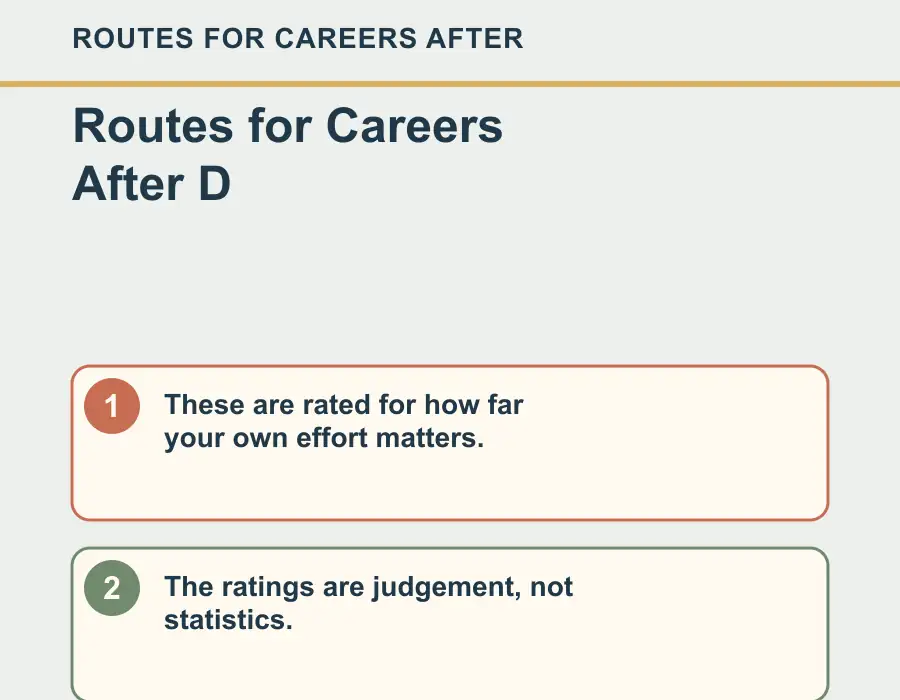 ROUTES FOR CAREERS AFTER
Routes for Careers
After D
1
These are rated for how far
your own effort matters.
2
The ratings are judgement, not
statistics.